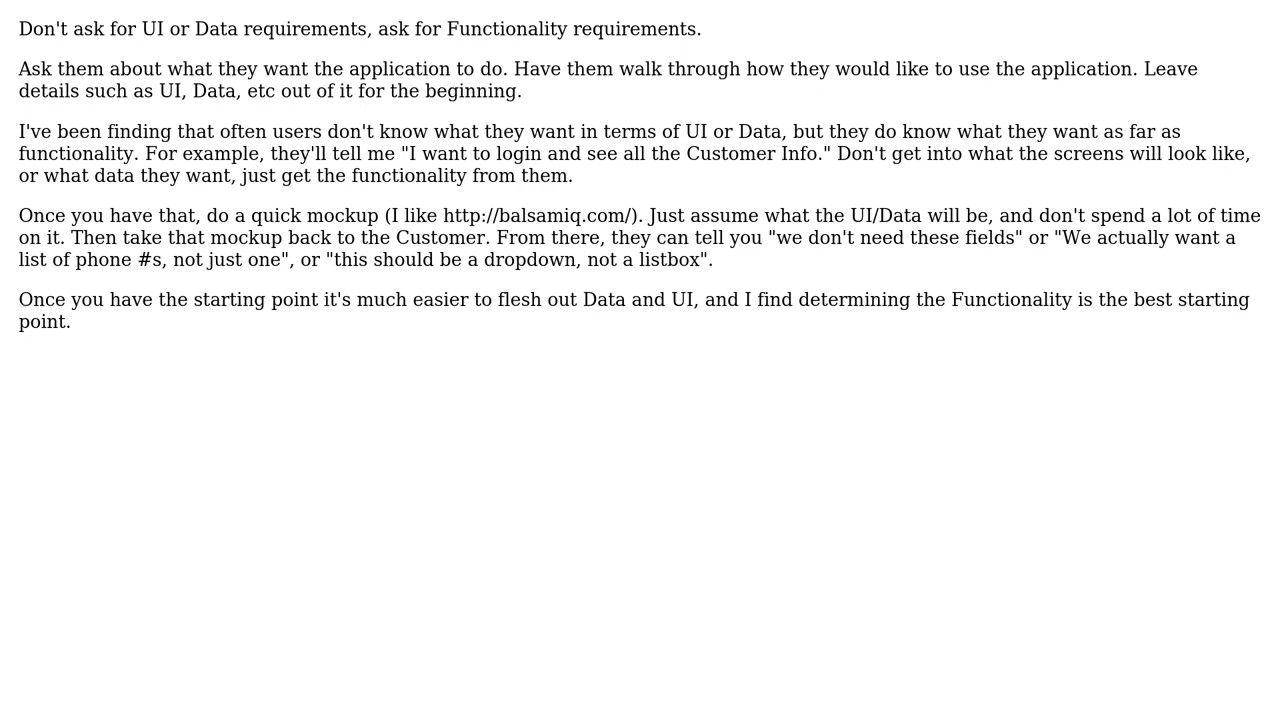 Don't ask for UI or Data requirements, ask for Functionality requirements.
Ask them about what they want the application to do. Have them walk through how they would like to use the application. Leave
details such as UI, Data, etc out of it for the beginning.
I've been finding that often users don't know what they want in terms of UI or Data, but they do know what they want as far as
functionality. For example, they'll tell me "I want to login and see all the Customer Info." Don't get into what the screens will look like,
or what data they want, just get the functionality from them.
Once you have that, do a quick mockup (I like http://balsamiq.com/). Just assume what the UI/Data will be, and don't spend a lot of time
on it. Then take that mockup back to the Customer. From there, they can tell you "we don't need these fields" or "We actually want a
list of phone #s, not just one", or "this should be a dropdown, not a listbox".
Once you have the starting point it's much easier to flesh out Data and UI, and I find determining the Functionality is the best starting
point.